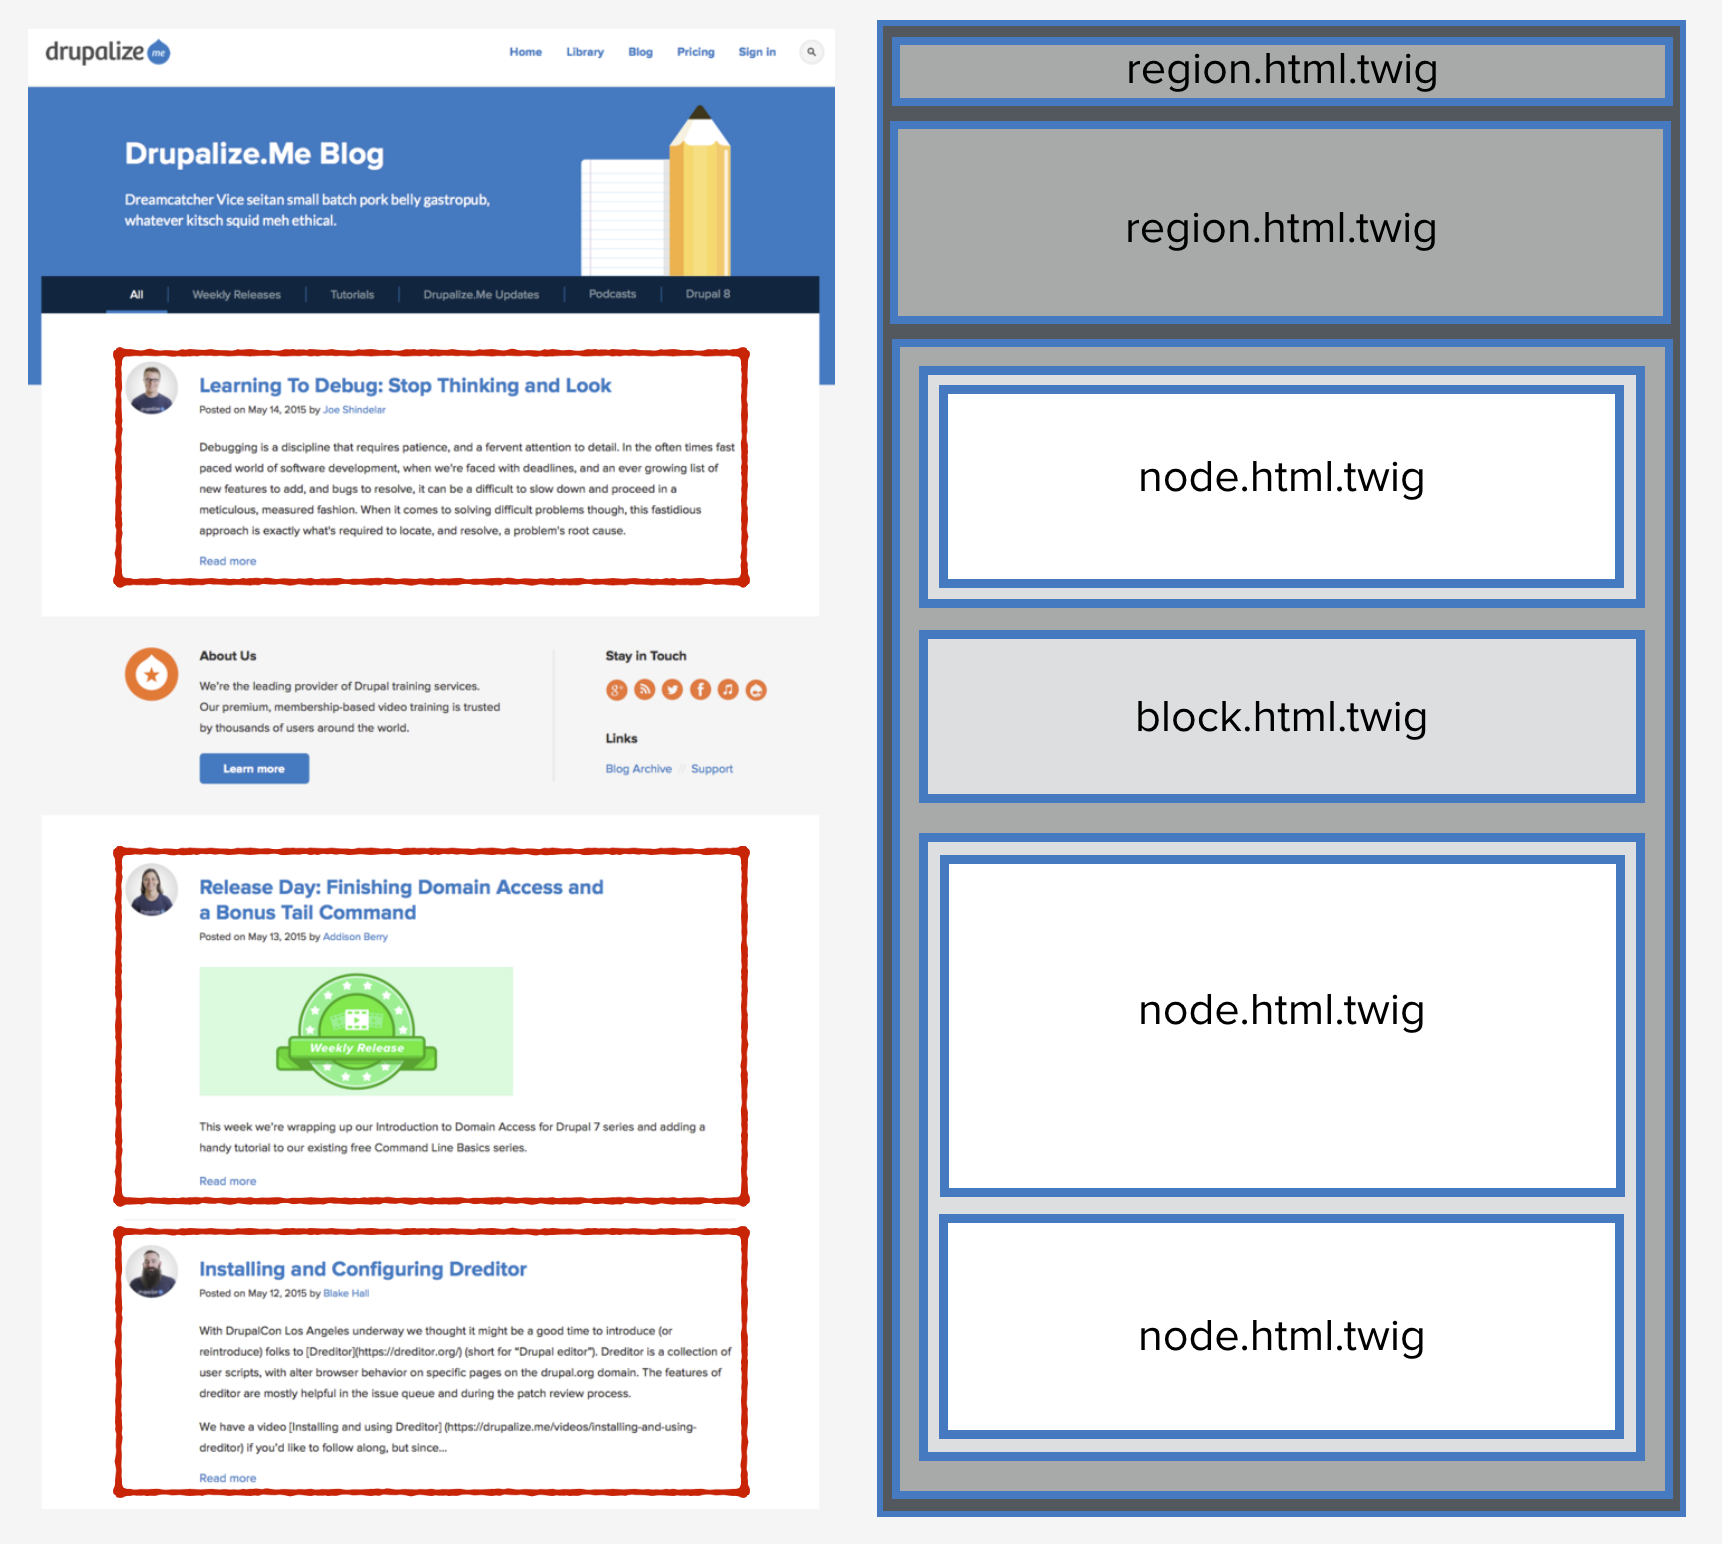 drupalize me
Home Library Blog Pricing Sign in
Drupalize.Me Blog
Dreamcatcher Vice seitan small batch pork belly gastropub,
whatever kitsch squid meh ethical.
All Weekly Releases Tutorials Drupalize.Me Updates Podcasts Drupal 8
Learning To Debug: Stop Thinking and Look
Posted on May 14, 2015 by Joe Shindelar
Debugging is a discipline that requires patience, and a fervent attention to detail. In the often times fast
paced world of software development, when we're faced with deadlines, and an ever growing list of
new features to add, and bugs to resolve, it can be a difficult to slow down and proceed in a
meticulous, measured fashion. When it comes to solving difficult problems though, this fastidious
approach is exactly what's required to locate, and resolve, a problem's root cause.
Read more
About Us
We're the leading provider of Drupal training services.
Our premium, membership-based video training is trusted
by thousands of users around the world.
Learn more
Stay in Touch
Links
Blog Archive // Support
Release Day: Finishing Domain Access and
a Bonus Tail Command
Posted on May 13, 2015 by Addison Berry
Weekly Release
This week we're wrapping up our Introduction to Domain Access for Drupal 7 series and adding a
handy tutorial to our existing free Command Line Basics series.
Read more
Installing and Configuring Dreditor
Posted on May 12, 2015 by Blake Hall
With DrupalCon Los Angeles underway we thought it might be a good time to introduce (or
reintroduce) folks to [Dreditor](https://dreditor.org/) (short for "Drupal editor"). Dreditor is a collection of
user scripts, with alter browser behavior on specific pages on the drupal.org domain. The features of
dreditor are mostly helpful in the issue queue and during the patch review process.
We have a video [Installing and using Dreditor] (https://drupalize.me/videos/installing-and-using-
dreditor) if you'd like to follow along, but since...
Read more
region.html.twig
region.html.twig
node.html.twig
block.html.twig
node.html.twig
node.html.twig